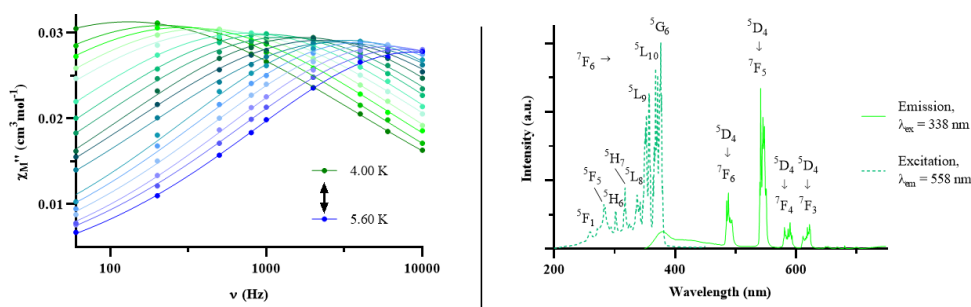 0.03
0.02
0.01
χM'' (cm3 mol-1)
4.00 K
5.60 K
100
1000
10000
ν (Hz)
Intensity (a.u.)
7F6 →
5G6
5L10
5L9
5H7
5L8
5F5
5H6
5F1
5D4
↓
7F6
5D4
↓
7F5
5D4
↓
7F4
5D4
↓
7F3
Emission,
λex = 338 nm
Excitation,
λem = 558 nm
200
400
600
Wavelength (nm)